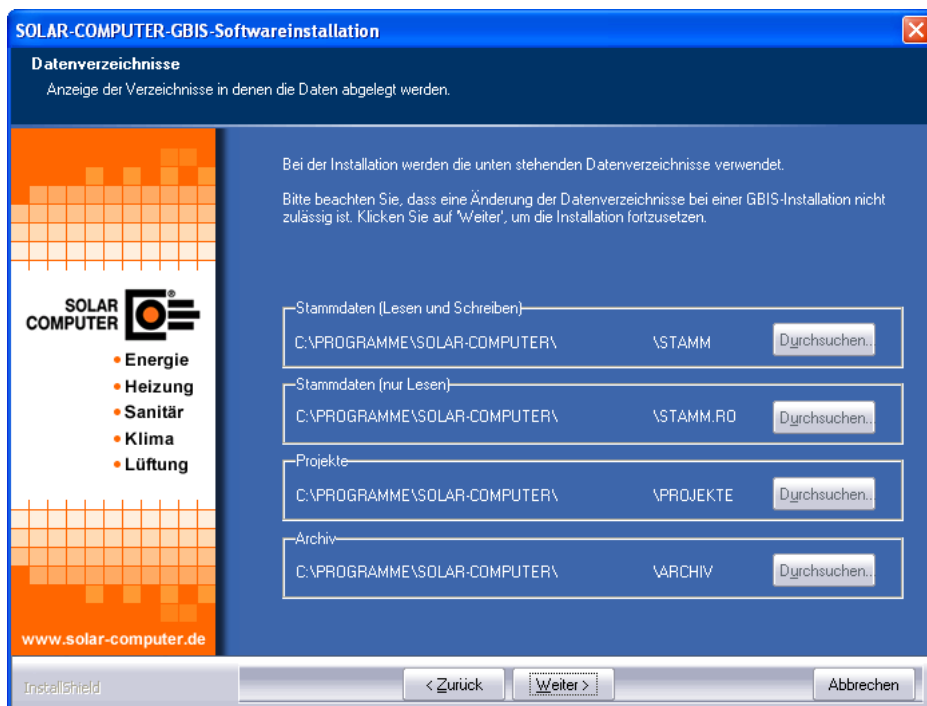 SOLAR-COMPUTER-GBIS-Softwareinstallation
Datenverzeichnisse
Anzeige der Verzeichnisse in denen die Daten abgelegt werden.
Bei der Installation werden die unten stehenden Datenverzeichnisse verwendet.
Bitte beachten Sie, dass eine Änderung der Datenverzeichnisse bei einer GBIS-Installation nicht
zulässig ist. Klicken Sie auf 'Weiter', um die Installation fortzusetzen.
SOLAR
COMPUTER
®
• Energie
• Heizung
• Sanitär
• Klima
• Lüftung
www.solar-computer.de
Stammdaten (Lesen und Schreiben)
C:\PROGRAMME\SOLAR-COMPUTER\ \STAMM Durchsuchen..
Stammdaten (nur Lesen)
C:\PROGRAMME\SOLAR-COMPUTER\ \STAMM.RO Durchsuchen..
Projekte
C:\PROGRAMME\SOLAR-COMPUTER\ \PROJEKTE Durchsuchen..
Archiv
C:\PROGRAMME\SOLAR-COMPUTER\ \ARCHIV Durchsuchen..
InstallShield
< Zurück Weiter > Abbrechen